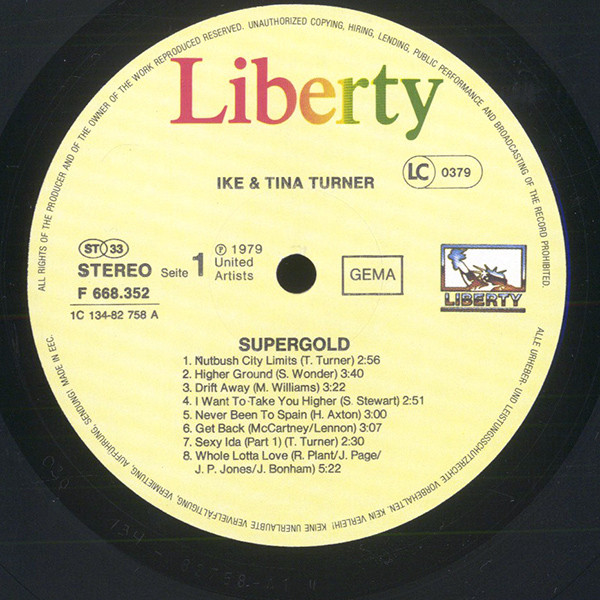 ALL RIGHTS OF THE PRODUCER AND OF THE OWNER OF THE WORK REPRODUCED RESERVED. UNAUTHORIZED COPYING, HIRING, LENDING, PUBLIC PERFORMANCE AND BROADCASTING OF THE RECORD PROHIBITED.
Liberty
LC 0379
IKE & TINA TURNER
ST 33
STEREO
Seite 1
℗ 1979
United
Artists
GEMA
LIBERTY
F 668.352
1C 134-82 758 A
SUPERGOLD
1. Nutbush City Limits (T. Turner) 2:56
2. Higher Ground (S. Wonder) 3:40
3. Drift Away (M. Williams) 3:22
4. I Want To Take You Higher (S. Stewart) 2:51
5. Never Been To Spain (H. Axton) 3:00
6. Get Back (McCartney/Lennon) 3:07
7. Sexy Ida (Part 1) (T. Turner) 2:30
8. Whole Lotta Love (R. Plant/J. Page/
J. P. Jones/J. Bonham) 5:22
ALLE URHEBER- UND LEISTUNGSSCHUTZRECHTE VORBEHALTEN. KEIN VERLEIH! KEINE UNERLAUBTE VERVIELFÄLTIGUNG, VERMIETUNG, AUFFÜHRUNG, SENDUNG! MADE IN EEC.